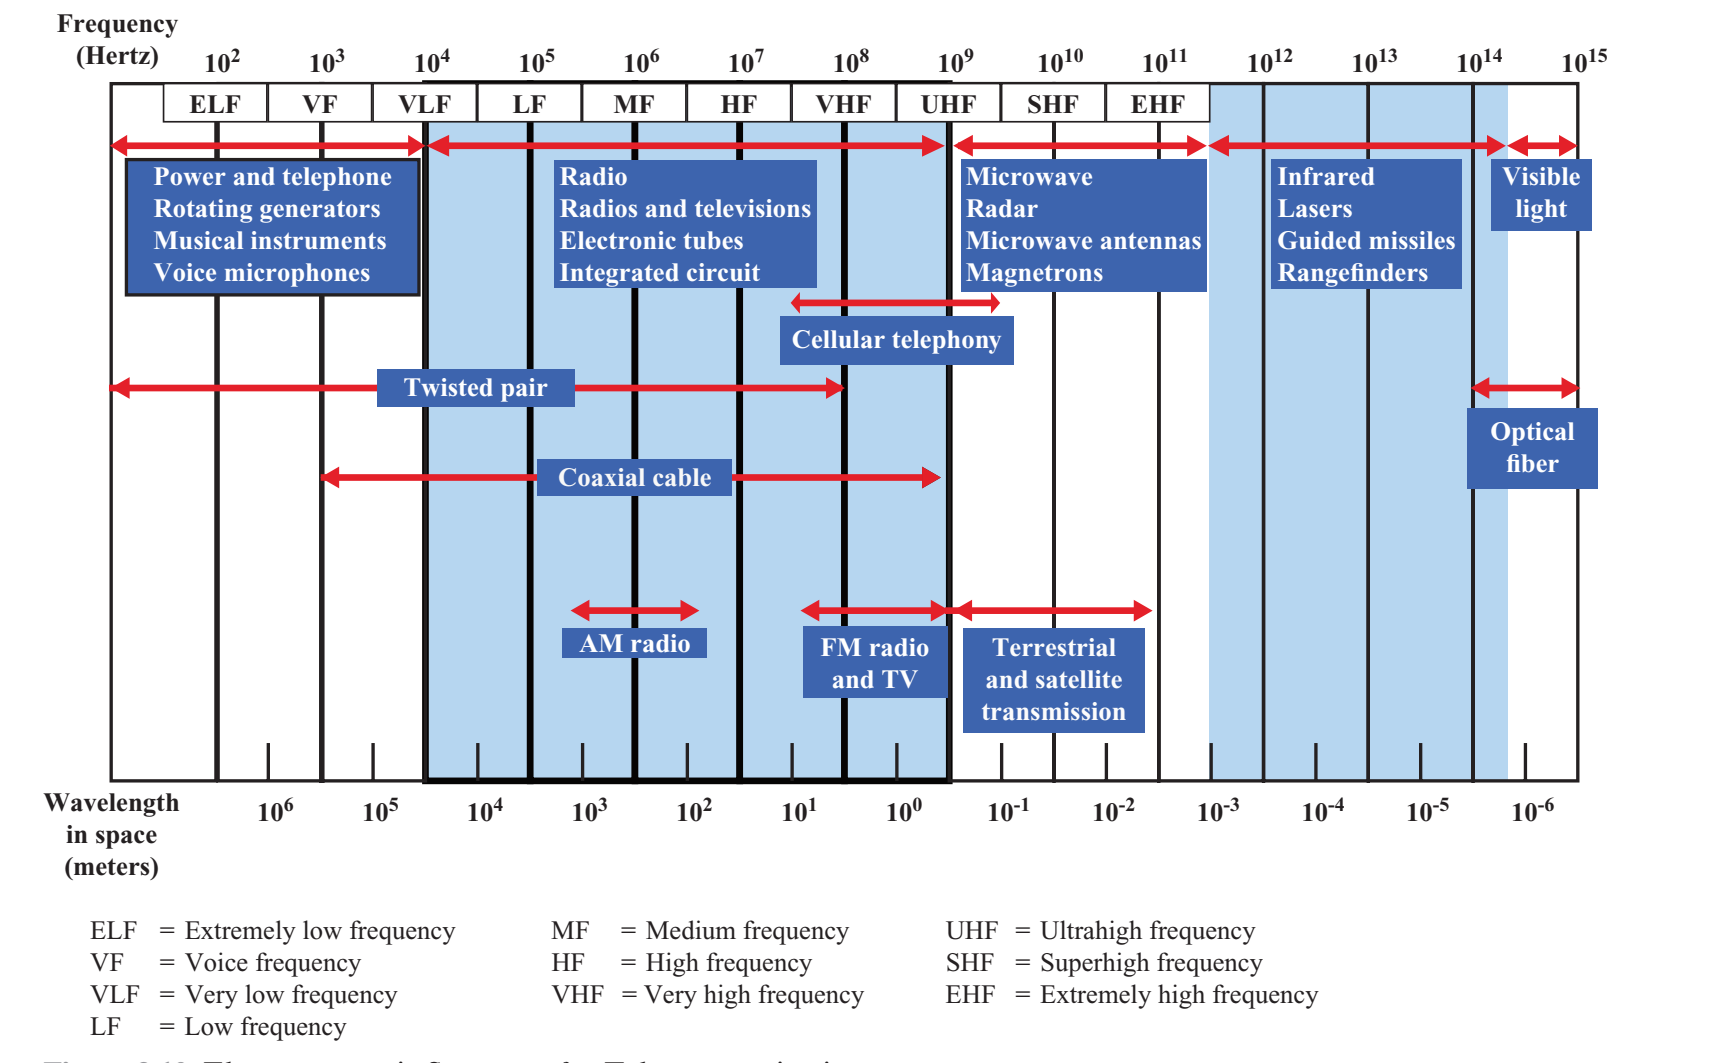 Frequency
(Hertz)
10² 10³ 10⁴ 10⁵ 10⁶ 10⁷ 10⁸ 10⁹ 10¹⁰ 10¹¹ 10¹² 10¹³ 10¹⁴ 10¹⁵
ELF VF VLF LF MF HF VHF UHF SHF EHF
Power and telephone
Rotating generators
Musical instruments
Voice microphones
Radio
Radios and televisions
Electronic tubes
Integrated circuit
Microwave
Radar
Microwave antennas
Magnetrons
Infrared
Lasers
Guided missiles
Rangefinders
Visible
light
Cellular telephony
Twisted pair
Optical
fiber
Coaxial cable
AM radio
FM radio
and TV
Terrestrial
and satellite
transmission
Wavelength
in space
(meters)
10⁶ 10⁵ 10⁴ 10³ 10² 10¹ 10⁰ 10⁻¹ 10⁻² 10⁻³ 10⁻⁴ 10⁻⁵ 10⁻⁶
ELF = Extremely low frequency
VF = Voice frequency
VLF = Very low frequency
LF = Low frequency
MF = Medium frequency
HF = High frequency
VHF = Very high frequency
UHF = Ultrahigh frequency
SHF = Superhigh frequency
EHF = Extremely high frequency